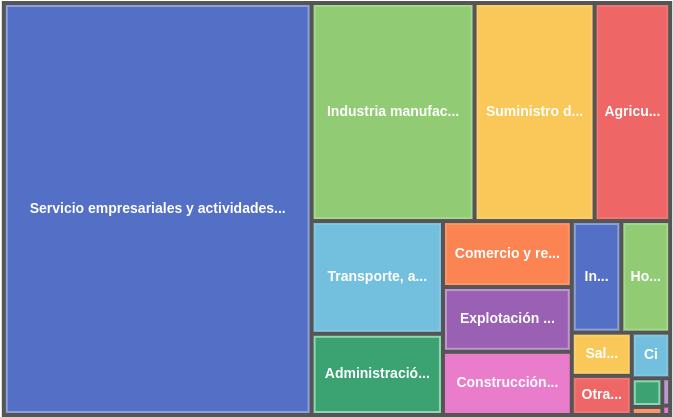 Servicio empresariales y actividades...
Industria manufac...
Suministro d...
Agricu...
Transporte, a...
Administració...
Comercio y re...
Explotación ...
Construcción...
In...
Ho...
Sal...
Ci
Otra...